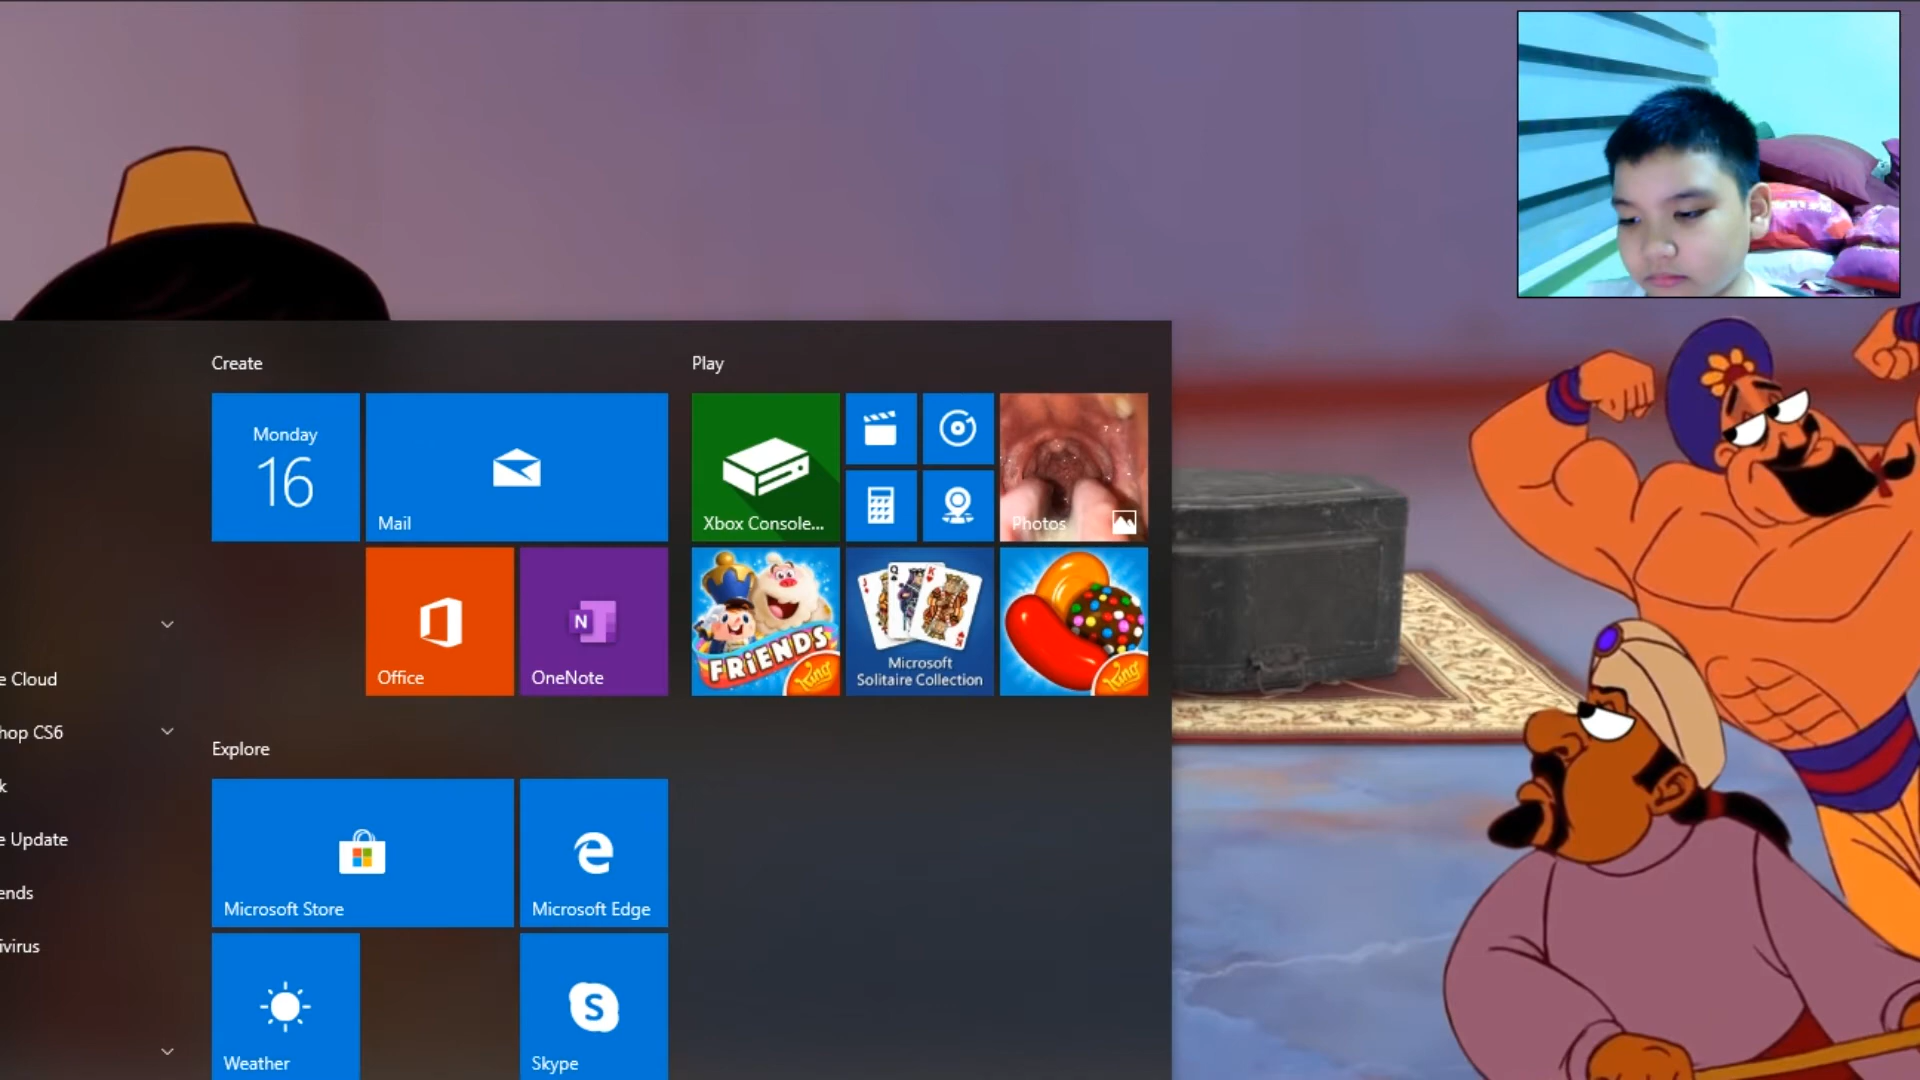 Create
Play
Monday
16
Mail
Xbox Console...
Photos
Office
N
OneNote
FRiENDS
King
J
Q
K
Microsoft
Solitaire Collection
King
e Cloud
hop CS6
k
e Update
ends
ivirus
Explore
Microsoft Store
Microsoft Edge
Weather
S
Skype